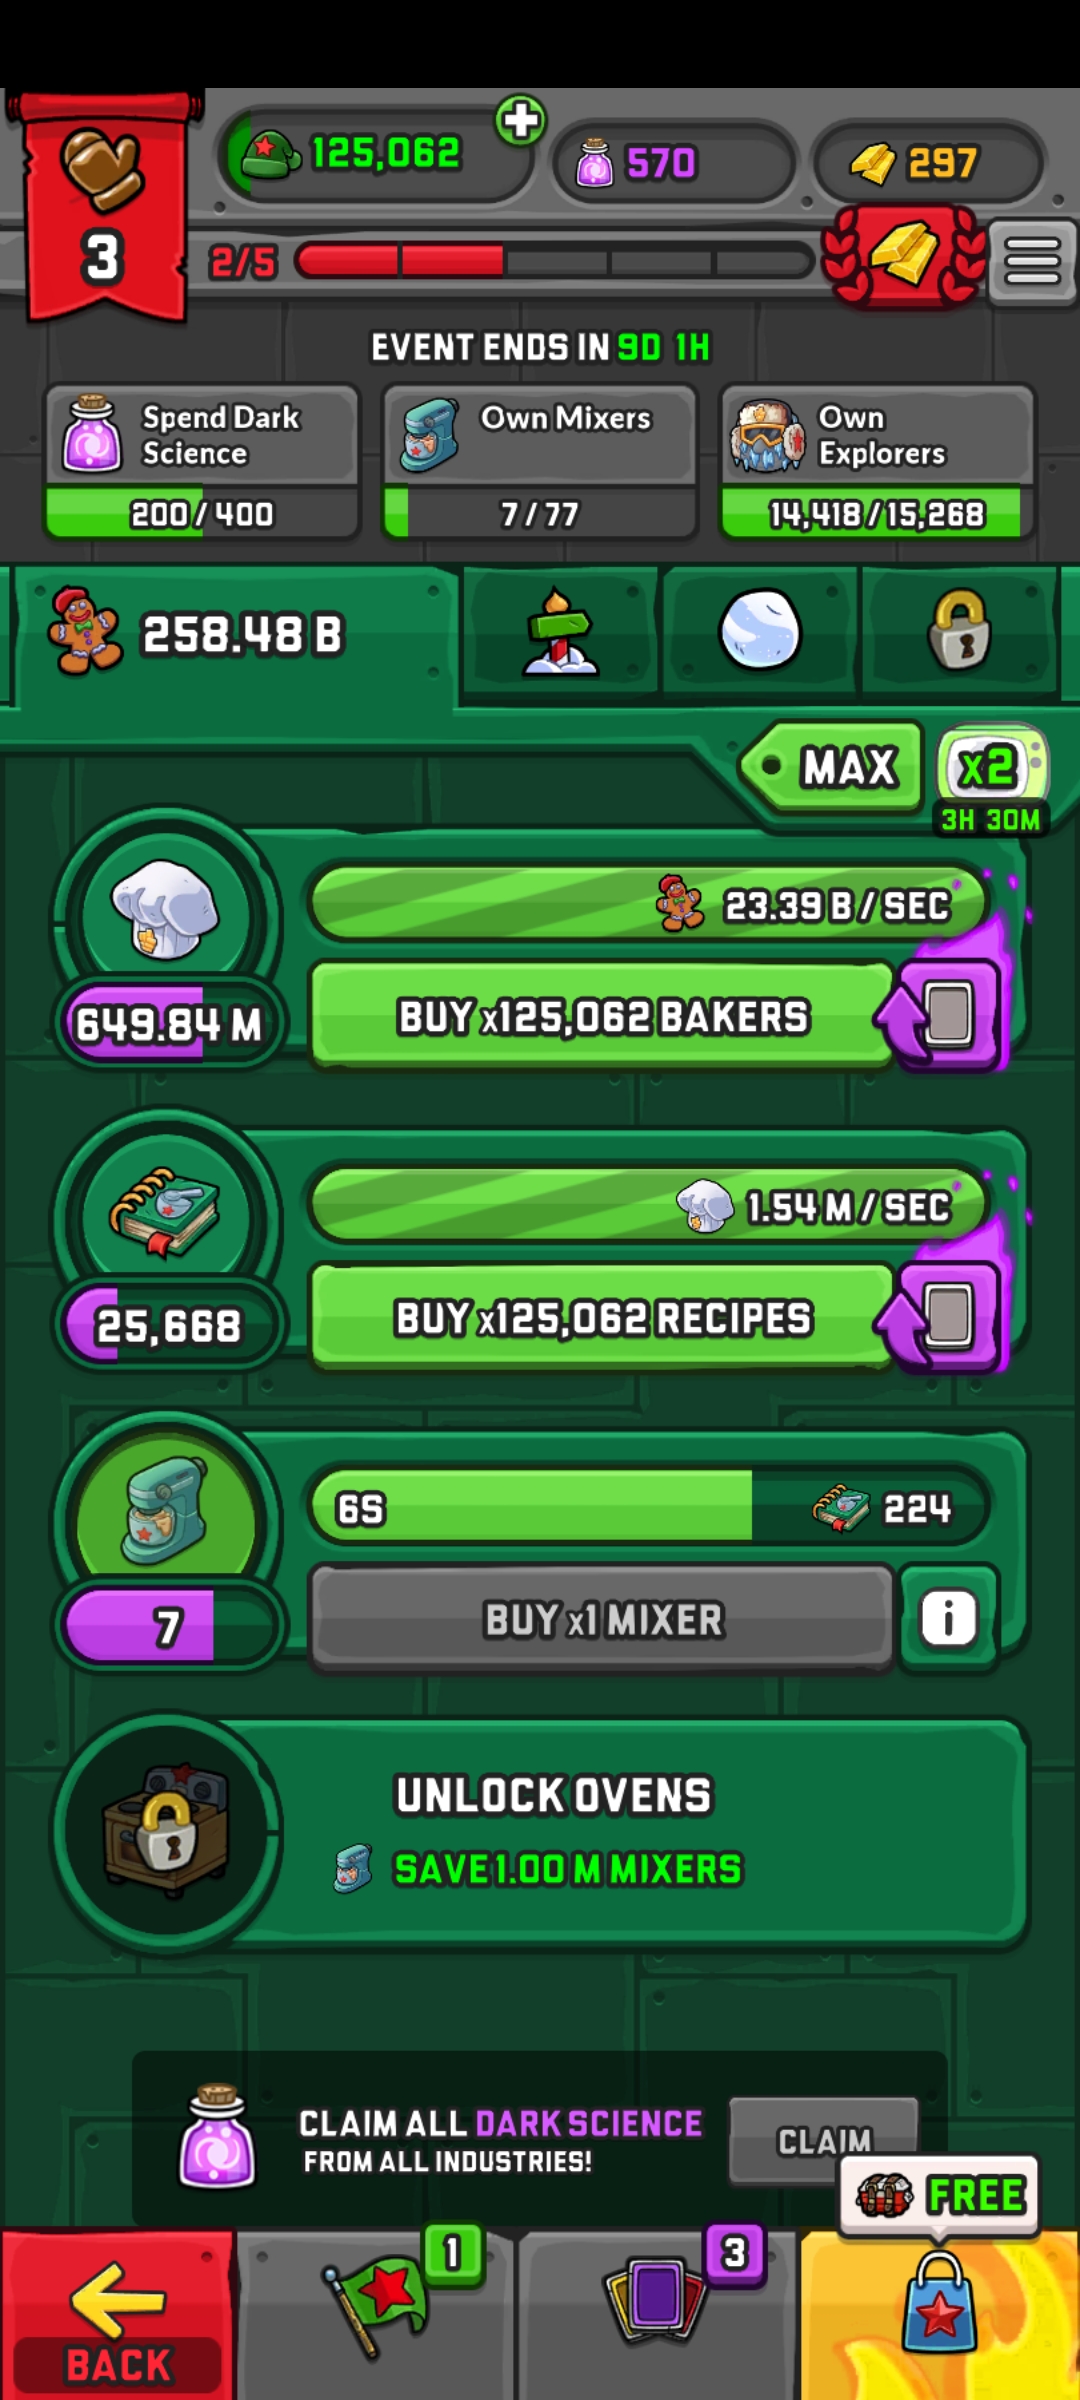 125,062
570
297
3
2/5
EVENT ENDS IN 9D 1H
Spend Dark
Science
200/400
Own Mixers
7/77
Own
Explorers
14,418/15,268
258.48 B
MAX
x2
3H 30M
23.39 B/SEC
649.84 M
BUY x125,062 BAKERS
1.54 M/SEC
25,668
BUY x125,062 RECIPES
6S
224
7
BUY x1 MIXER
i
UNLOCK OVENS
SAVE 1.00 M MIXERS
CLAIM ALL DARK SCIENCE
FROM ALL INDUSTRIES!
CLAIM
FREE
1
3
BACK